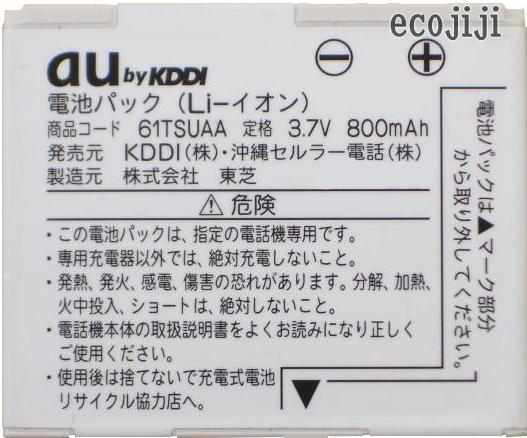 ecojiji
au by KDDI
⊖ ⊕
電池パック（Li-イオン）
商品コード 61TSUAA 定格 3.7V 800mAh
発売元 KDDI(株)・沖縄セルラー電話(株)
製造元 株式会社 東芝
⚠危険
・この電池パックは、指定の電話機専用です。
・専用充電器以外では、絶対充電しないこと。
・発熱、発火、感電、傷害の恐れがあります。分解、加熱、
火中投入、ショートは、絶対しないこと。
・電話機本体の取扱説明書をよくお読みになり正しく
ご使用ください。
・使用後は捨てないで充電式電池
リサイクル協力店へ。
電池パックは▲マーク部分
から取り外してください。
▼